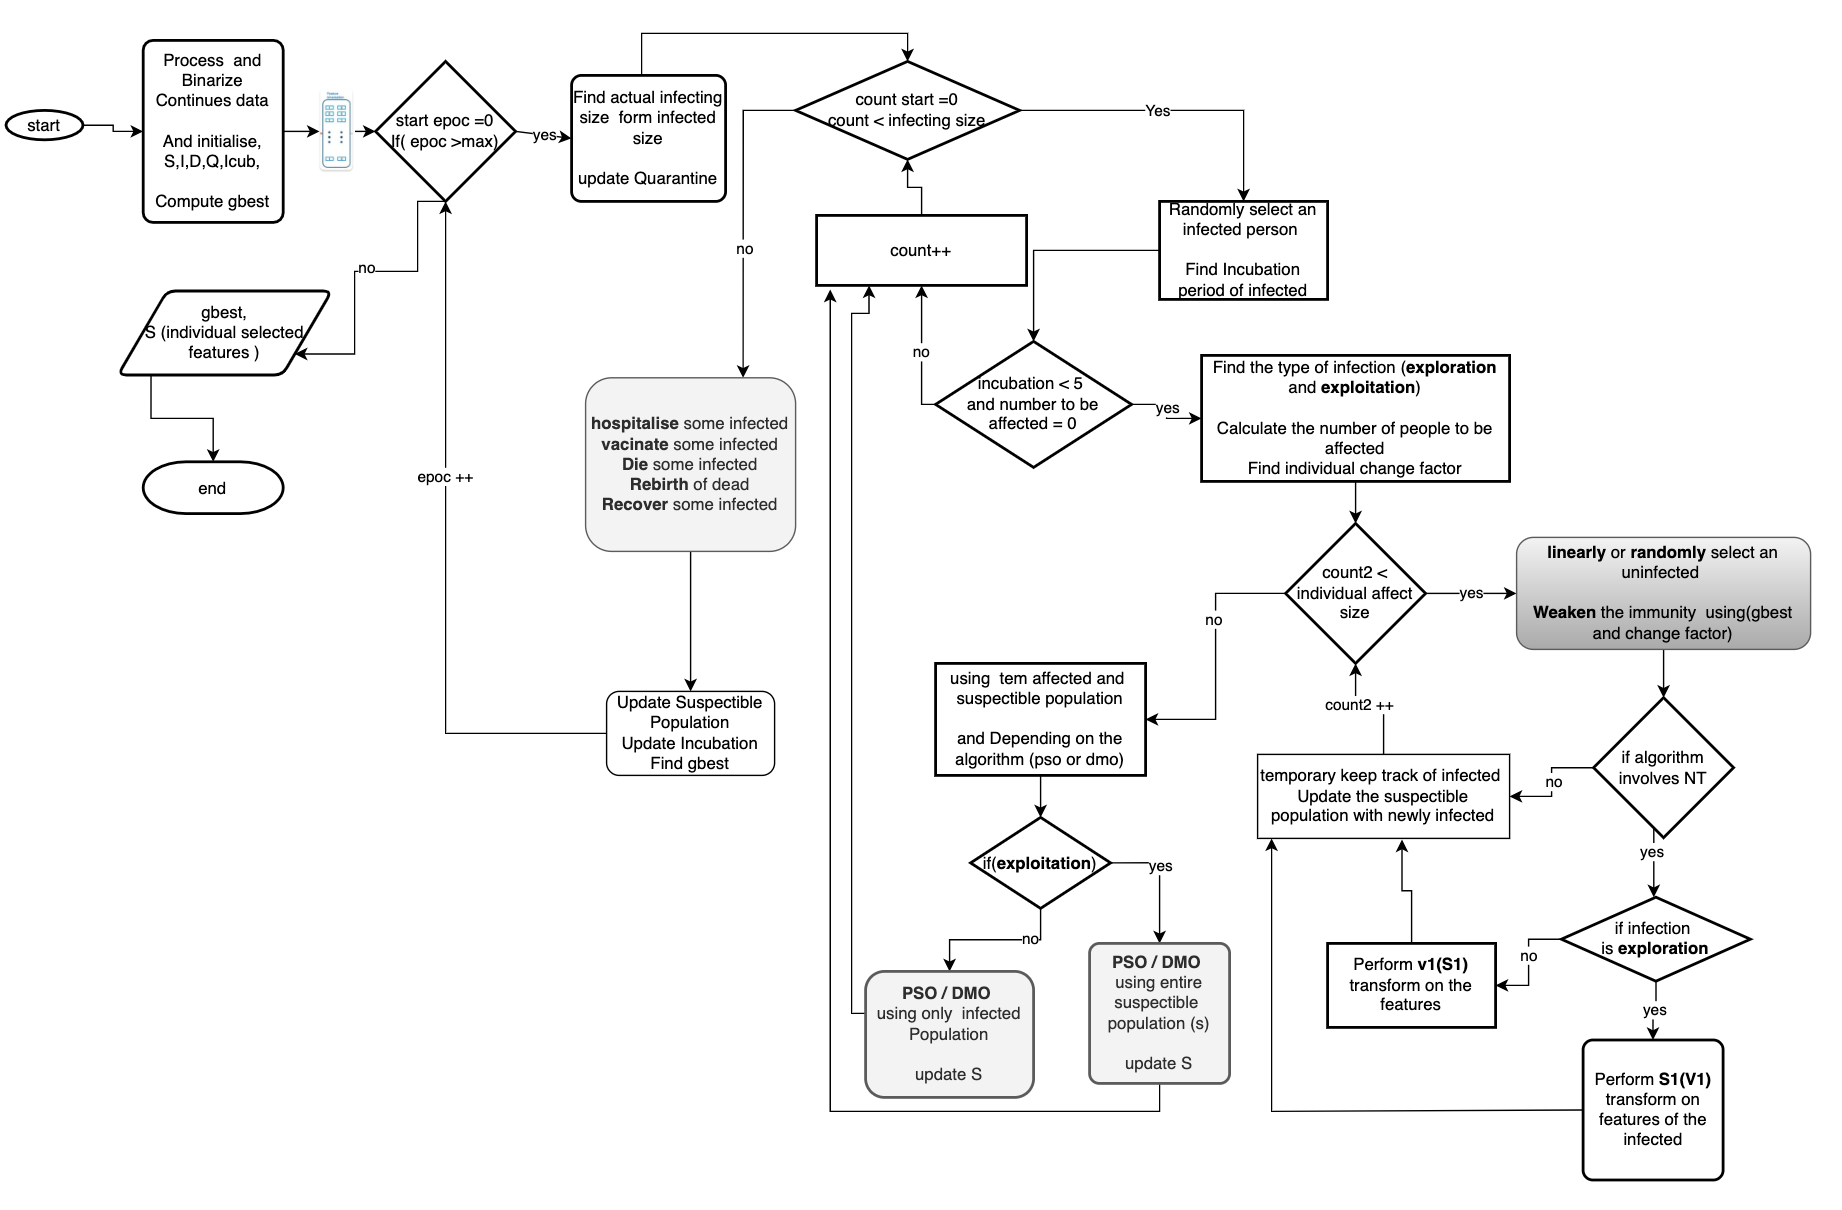 start
Process and
Binarize
Continues data
And initialise,
S,I,D,Q,Icub,
Compute gbest
start epoc =0
If( epoc >max)
yes
no
Find actual infecting
size form infected
size
update Quarantine
count start =0
count < infecting size
Yes
no
Randomly select an
infected person
Find Incubation
period of infected
count++
gbest,
S (individual selected
features )
end
epoc ++
hospitalise some infected
vacinate some infected
Die some infected
Rebirth of dead
Recover some infected
Update Suspectible
Population
Update Incubation
Find gbest
incubation < 5
and number to be
affected = 0
no
yes
Find the type of infection (exploration
and exploitation)
Calculate the number of people to be
affected
Find individual change factor
count2 <
individual affect
size
yes
no
linearly or randomly select an
uninfected
Weaken the immunity using(gbest
and change factor)
using tem affected and
suspectible population
and Depending on the
algorithm (pso or dmo)
count2 ++
if algorithm
involves NT
no
yes
temporary keep track of infected
Update the suspectible
population with newly infected
if(exploitation)
yes
no
if infection
is exploration
no
yes
Perform v1(S1)
transform on the
features
PSO / DMO
using only infected
Population
update S
PSO / DMO
using entire
suspectible
population (s)
update S
Perform S1(V1)
transform on
features of the
infected